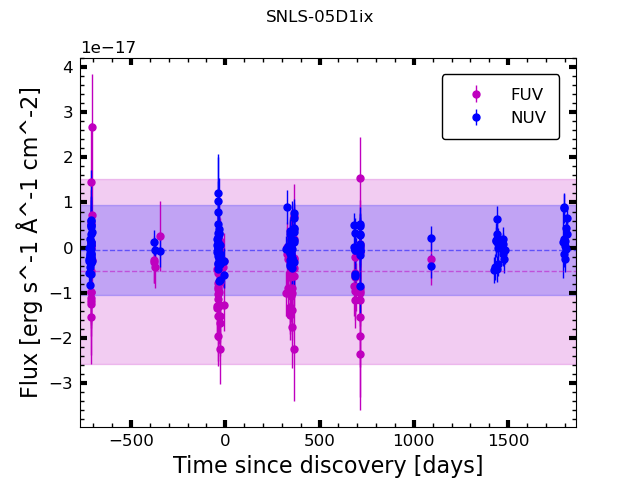 SNLS-05D1ix
1e−17
FUV
NUV
4
3
2
1
0
−1
−2
−3
−500
0
500
1000
1500
Flux [erg s^-1 Å^-1 cm^-2]
Time since discovery [days]